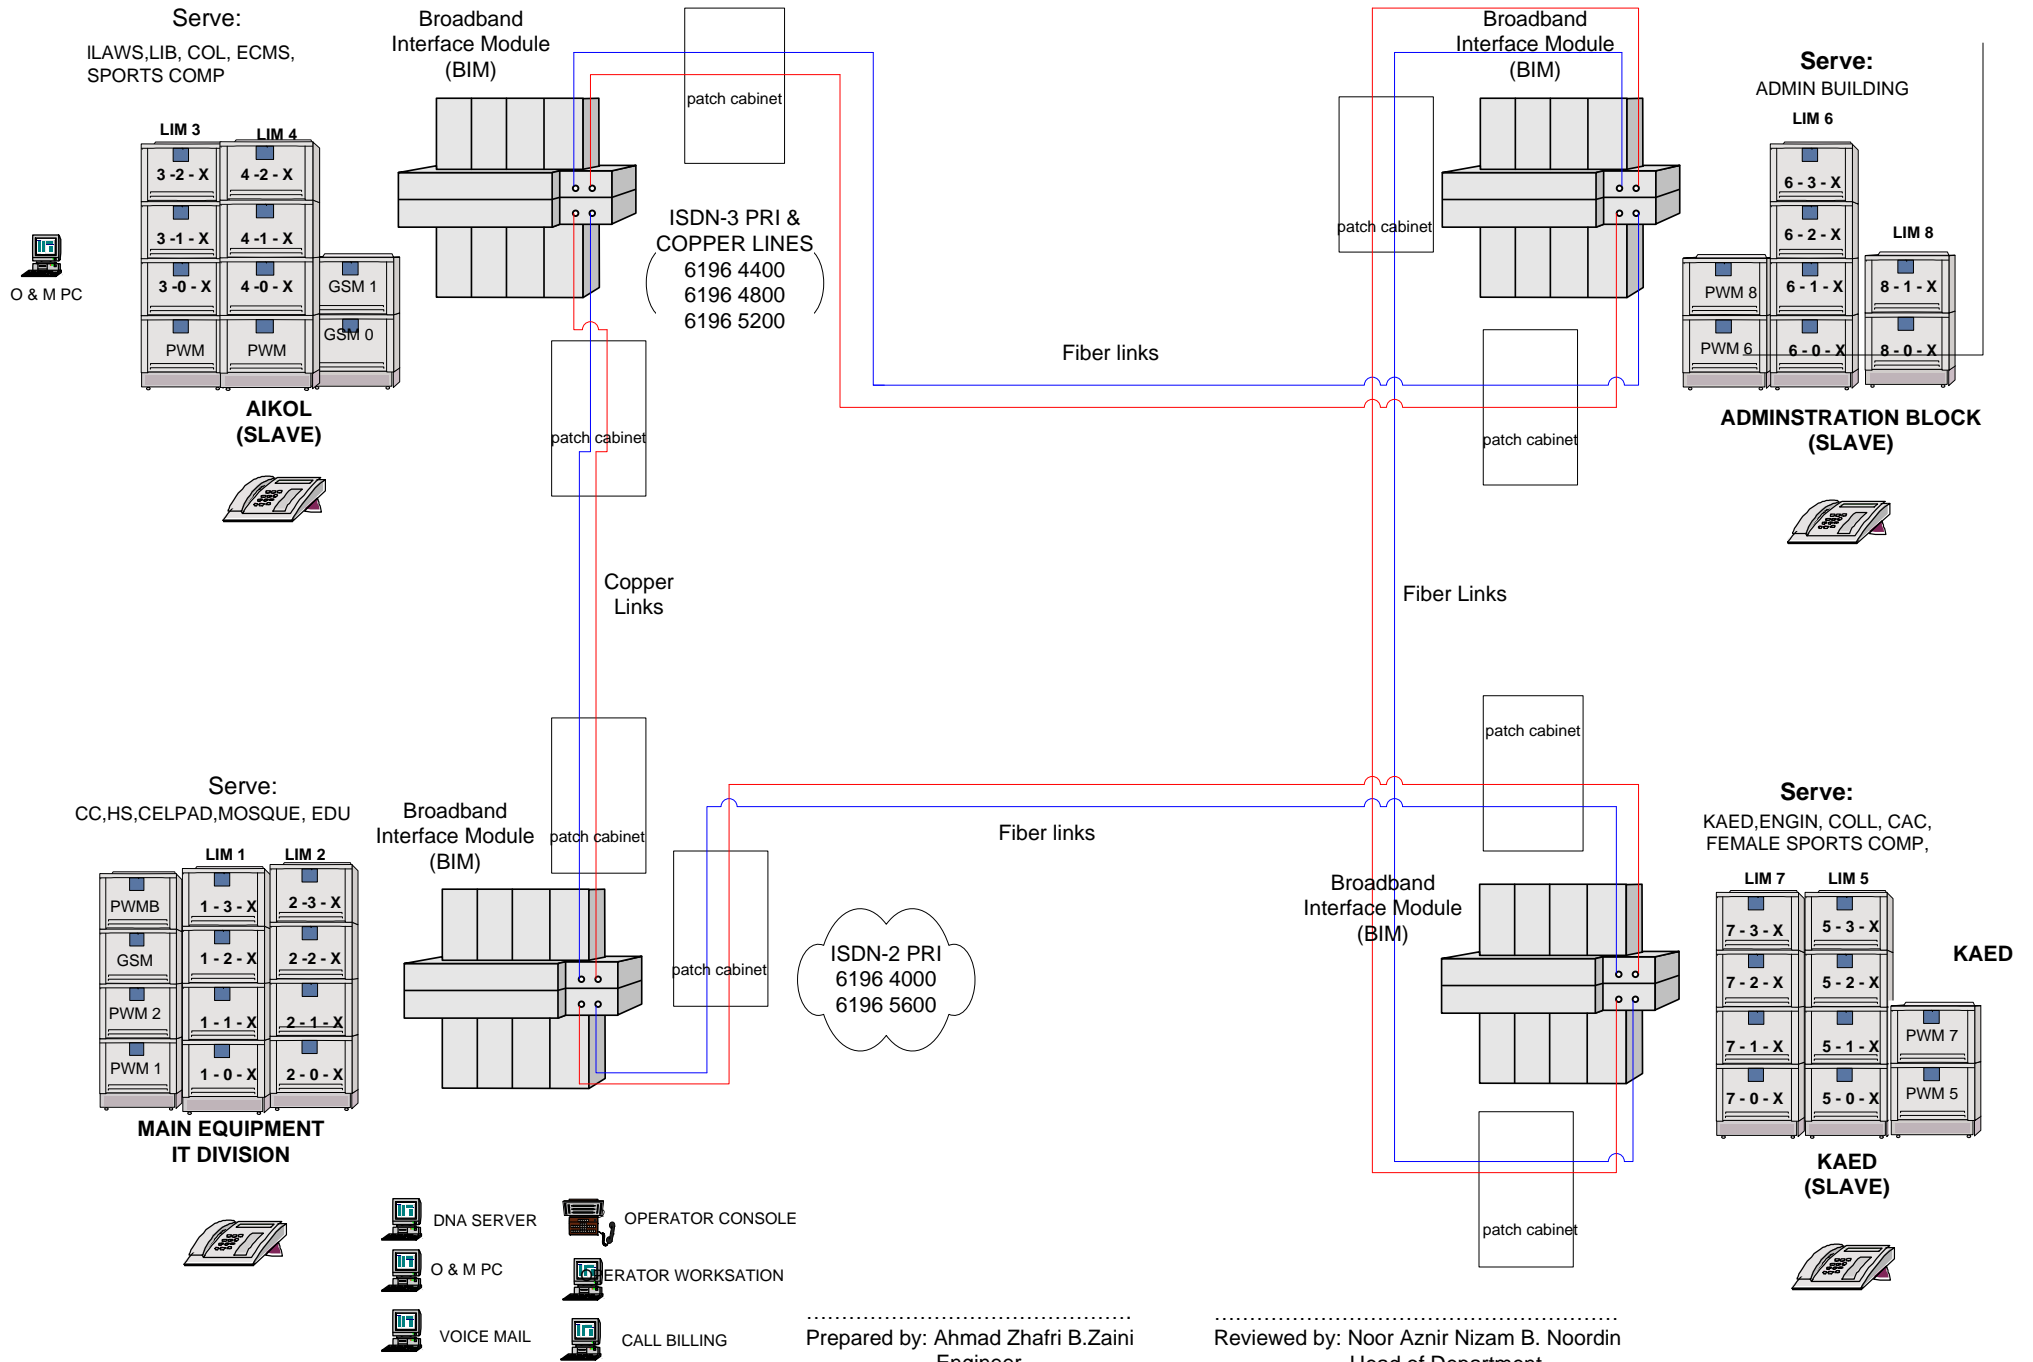 Serve:
ILAWS,LIB, COL, ECMS,
SPORTS COMP
LIM 3
LIM 4
3 -2 - X
4 -2 - X
3 -1 - X
4 -1 - X
3 -0 - X
4 -0 - X
GSM 1
PWM
PWM
GSM 0
O & M PC
AIKOL
(SLAVE)
Broadband
Interface Module
(BIM)
patch cabinet
ISDN-3 PRI &
COPPER LINES
6196 4400
6196 4800
6196 5200
patch cabinet
Fiber links
Broadband
Interface Module
(BIM)
patch cabinet
patch cabinet
Serve:
ADMIN BUILDING
LIM 6
6 - 3 - X
6 - 2 - X
LIM 8
PWM 8
6 - 1 - X
8 - 1 - X
PWM 6
6 - 0 - X
8 - 0 - X
ADMINSTRATION BLOCK
(SLAVE)
Copper
Links
Fiber Links
Serve:
CC,HS,CELPAD,MOSQUE, EDU
LIM 1
LIM 2
PWMB
1 - 3 - X
2 -3 - X
GSM
1 - 2 - X
2 -2 - X
PWM 2
1 - 1 - X
2 - 1 - X
PWM 1
1 - 0 - X
2 - 0 - X
MAIN EQUIPMENT
IT DIVISION
Broadband
Interface Module
(BIM)
patch cabinet
patch cabinet
ISDN-2 PRI
6196 4000
6196 5600
Fiber links
patch cabinet
Broadband
Interface Module
(BIM)
Serve:
KAED,ENGIN, COLL, CAC,
FEMALE SPORTS COMP,
LIM 7
LIM 5
7 - 3 - X
5 - 3 - X
KAED
7 - 2 - X
5 - 2 - X
7 - 1 - X
5 - 1 - X
PWM 7
7 - 0 - X
5 - 0 - X
PWM 5
KAED
(SLAVE)
patch cabinet
DNA SERVER
OPERATOR CONSOLE
O & M PC
OPERATOR WORKSATION
VOICE MAIL
CALL BILLING
Prepared by: Ahmad Zhafri B.Zaini
Engineer
Reviewed by: Noor Aznir Nizam B. Noordin
Head of Department